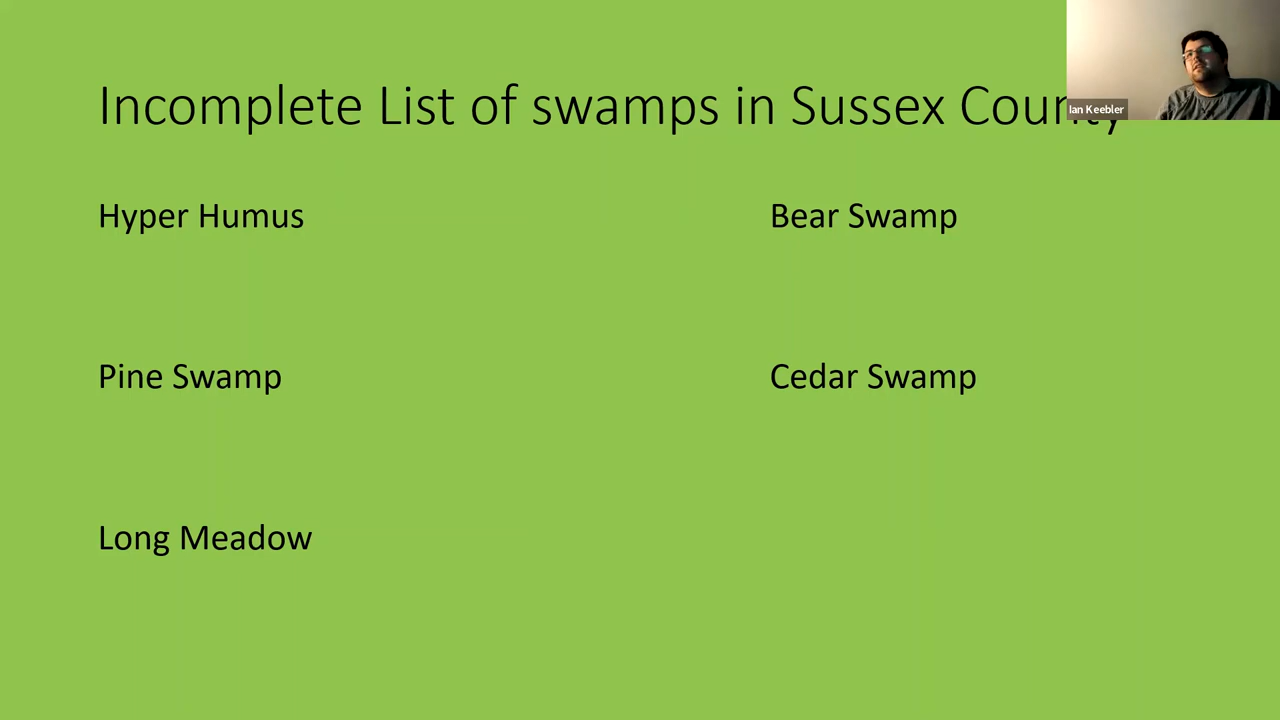 Incomplete List of swamps in Sussex County
Ian Keebler
Hyper Humus
Bear Swamp
Pine Swamp
Cedar Swamp
Long Meadow